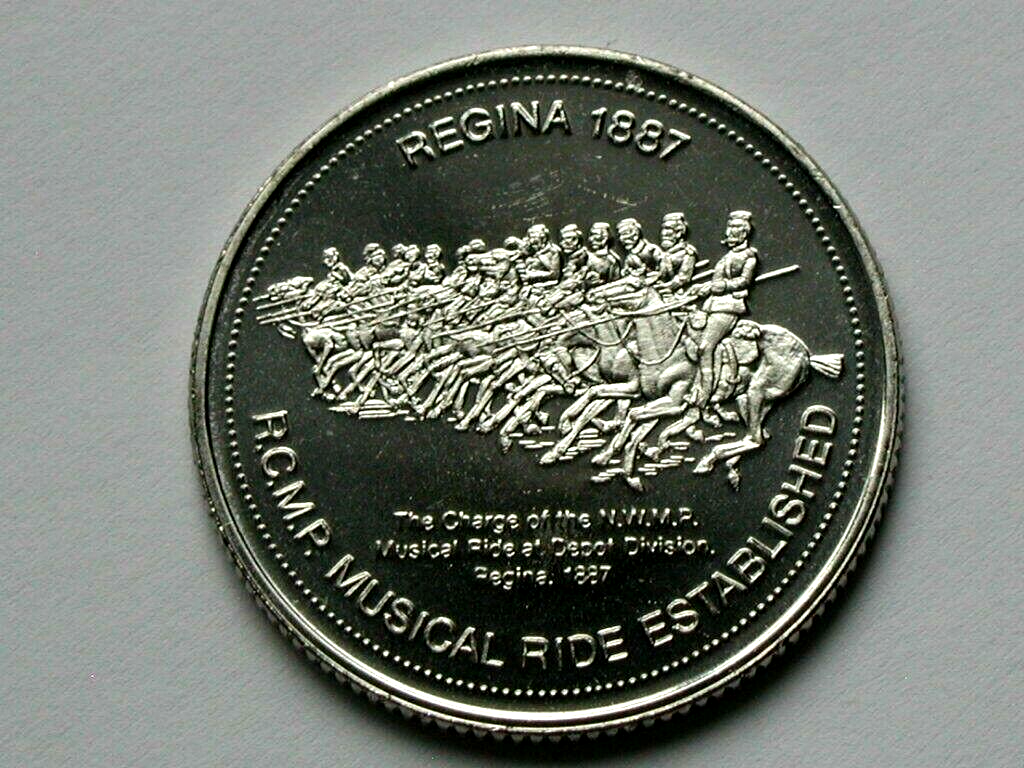 REGINA 1887
The Charge of the N.W.M.P.
Musical Ride at Depot Division.
Regina. 1887
R.C.M.P. MUSICAL RIDE ESTABLISHED